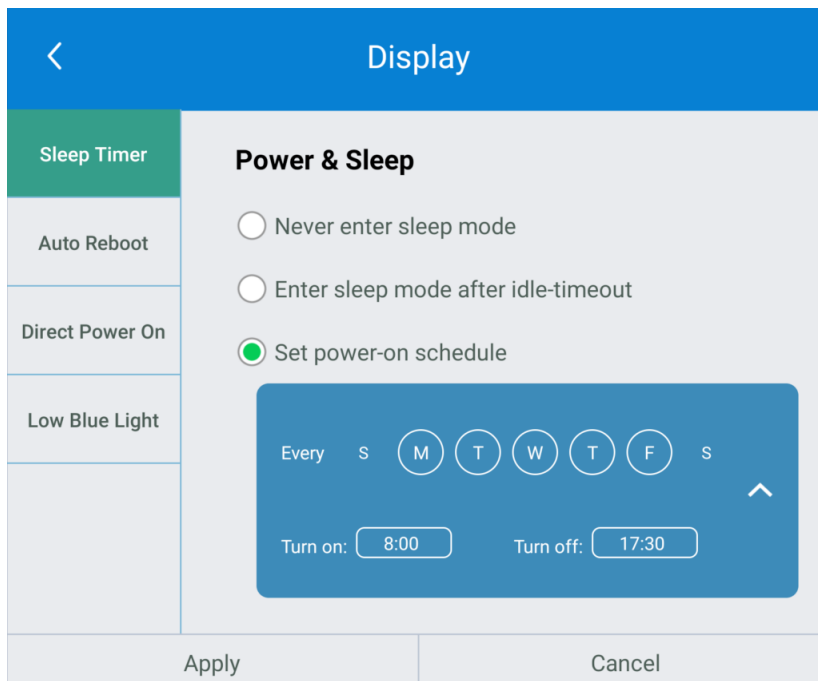 Display
Sleep Timer
Auto Reboot
Direct Power On
Low Blue Light
Power & Sleep
Never enter sleep mode
Enter sleep mode after idle-timeout
Set power-on schedule
Every S M T W T F S
Turn on: 8:00 Turn off: 17:30
Apply Cancel